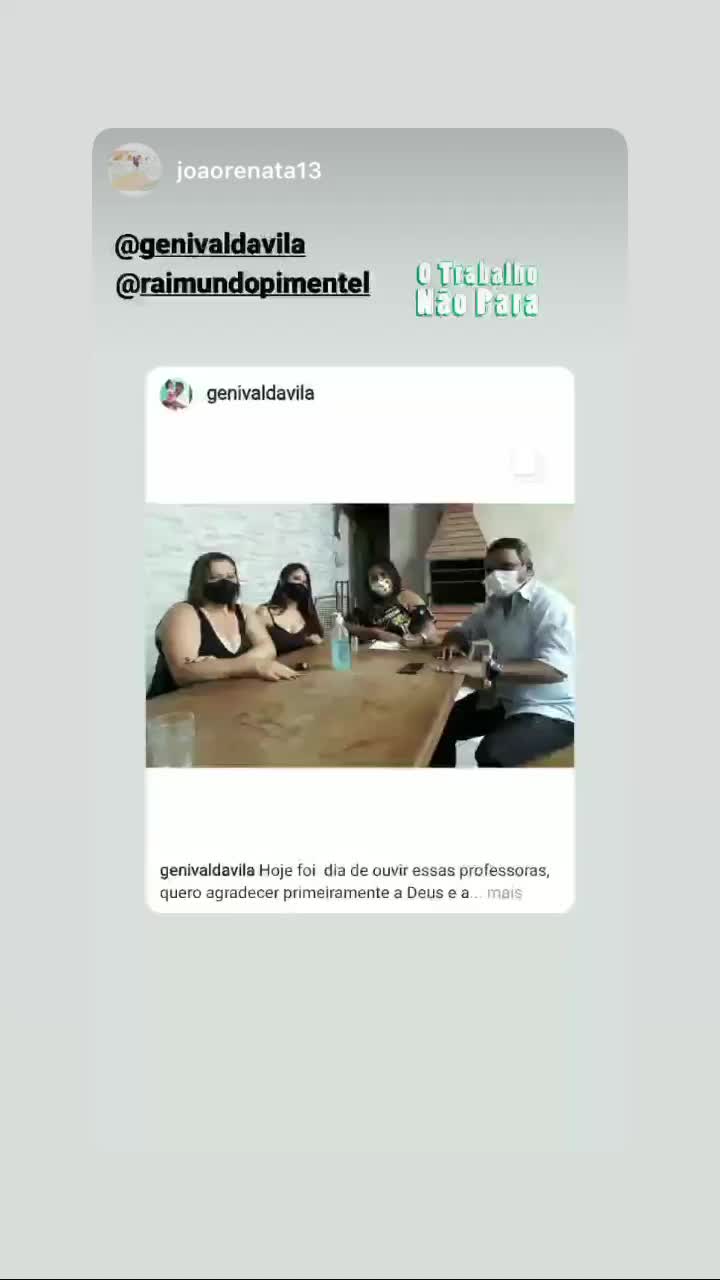 joaorenata13
@genivaldavila
@raimundopimentel
O Trabalho
Não Para
genivaldavila
genivaldavila Hoje foi dia de ouvir essas professoras,
quero agradecer primeiramente a Deus e a... mais